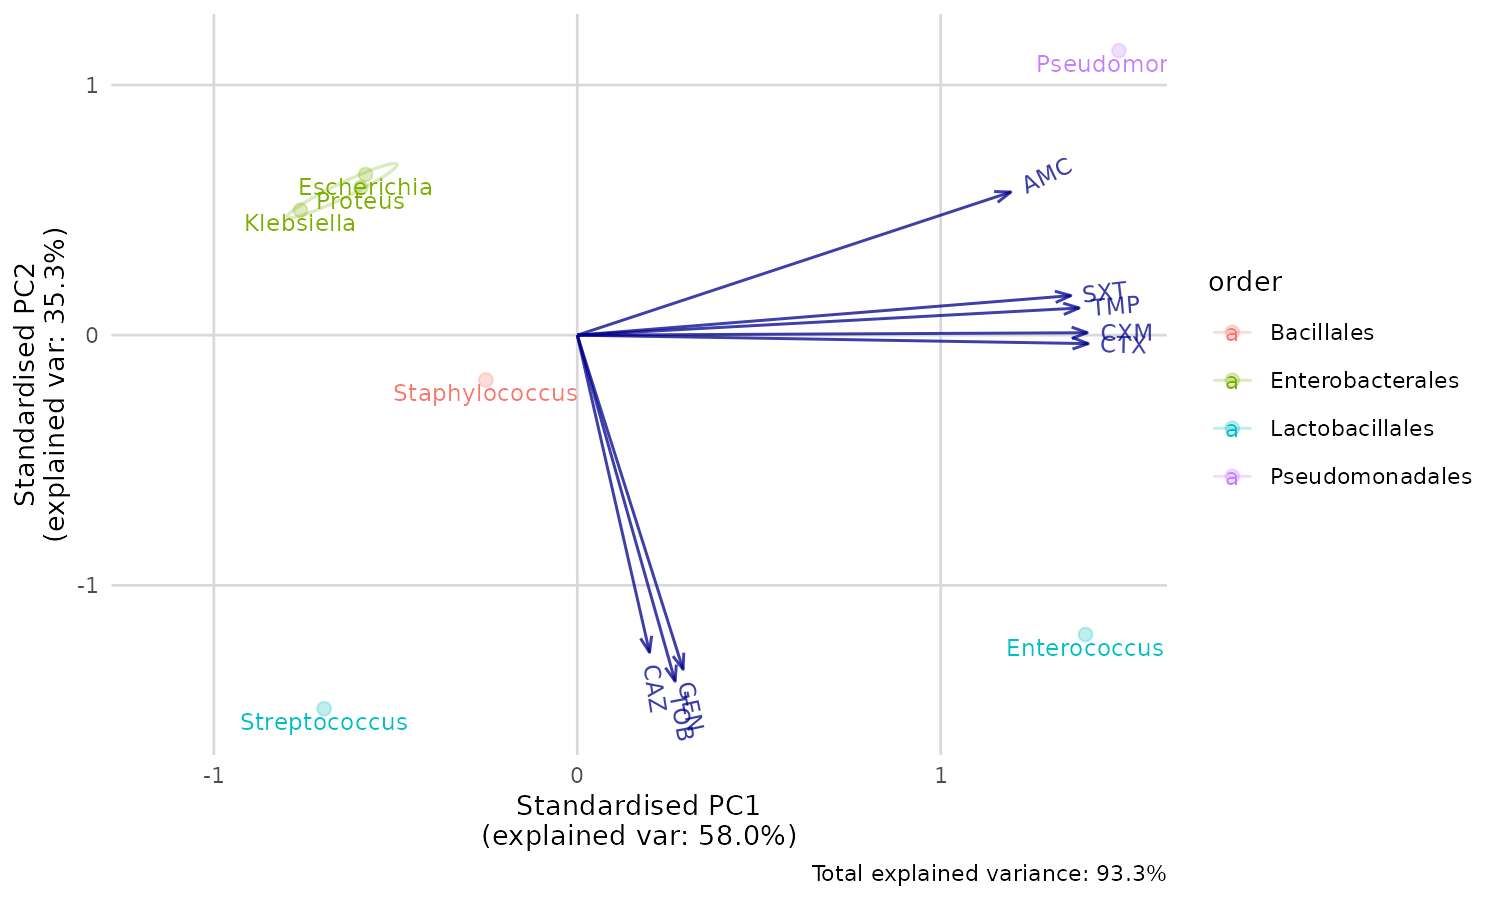 Pseudomor
1
AMC
Escherichia
Proteus
Klebsiella
SXT
TMP
CXM
CTX
0
Staphylococcus
-1
Enterococcus
CAZ
GEN
TOB
Streptococcus
-1
0
1
Standardised PC1
(explained var: 58.0%)
Standardised PC2
(explained var: 35.3%)
Total explained variance: 93.3%
order
a Bacillales
a Enterobacterales
a Lactobacillales
a Pseudomonadales